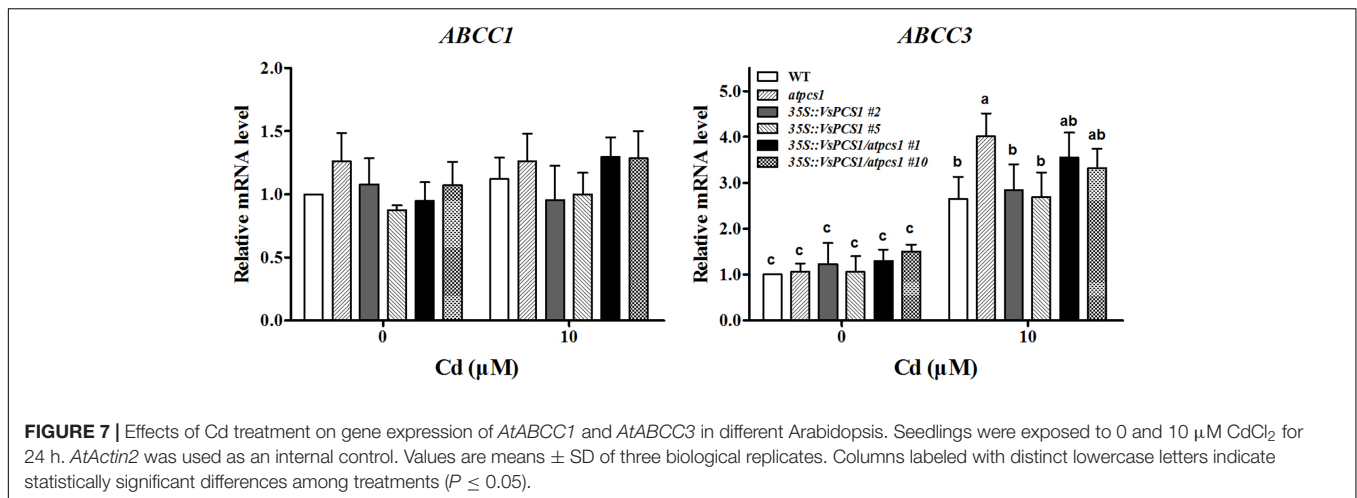 ABCC1
Relative mRNA level
2.0
1.5
1.0
0.5
0.0
0
10
Cd (µM)
ABCC3
Relative mRNA level
5.0
4.0
3.0
2.0
1.0
0.0
WT
atpcs1
35S::VsPCS1 #2
35S::VsPCS1 #5
35S::VsPCS1/atpcs1 #1
35S::VsPCS1/atpcs1 #10
c
c
c
c
c
c
b
a
b
b
ab
ab
0
10
Cd (µM)
FIGURE 7 | Effects of Cd treatment on gene expression of AtABCC1 and AtABCC3 in different Arabidopsis. Seedlings were exposed to 0 and 10 µM CdCl₂ for
24 h. AtActin2 was used as an internal control. Values are means ± SD of three biological replicates. Columns labeled with distinct lowercase letters indicate
statistically significant differences among treatments (P ≤ 0.05).